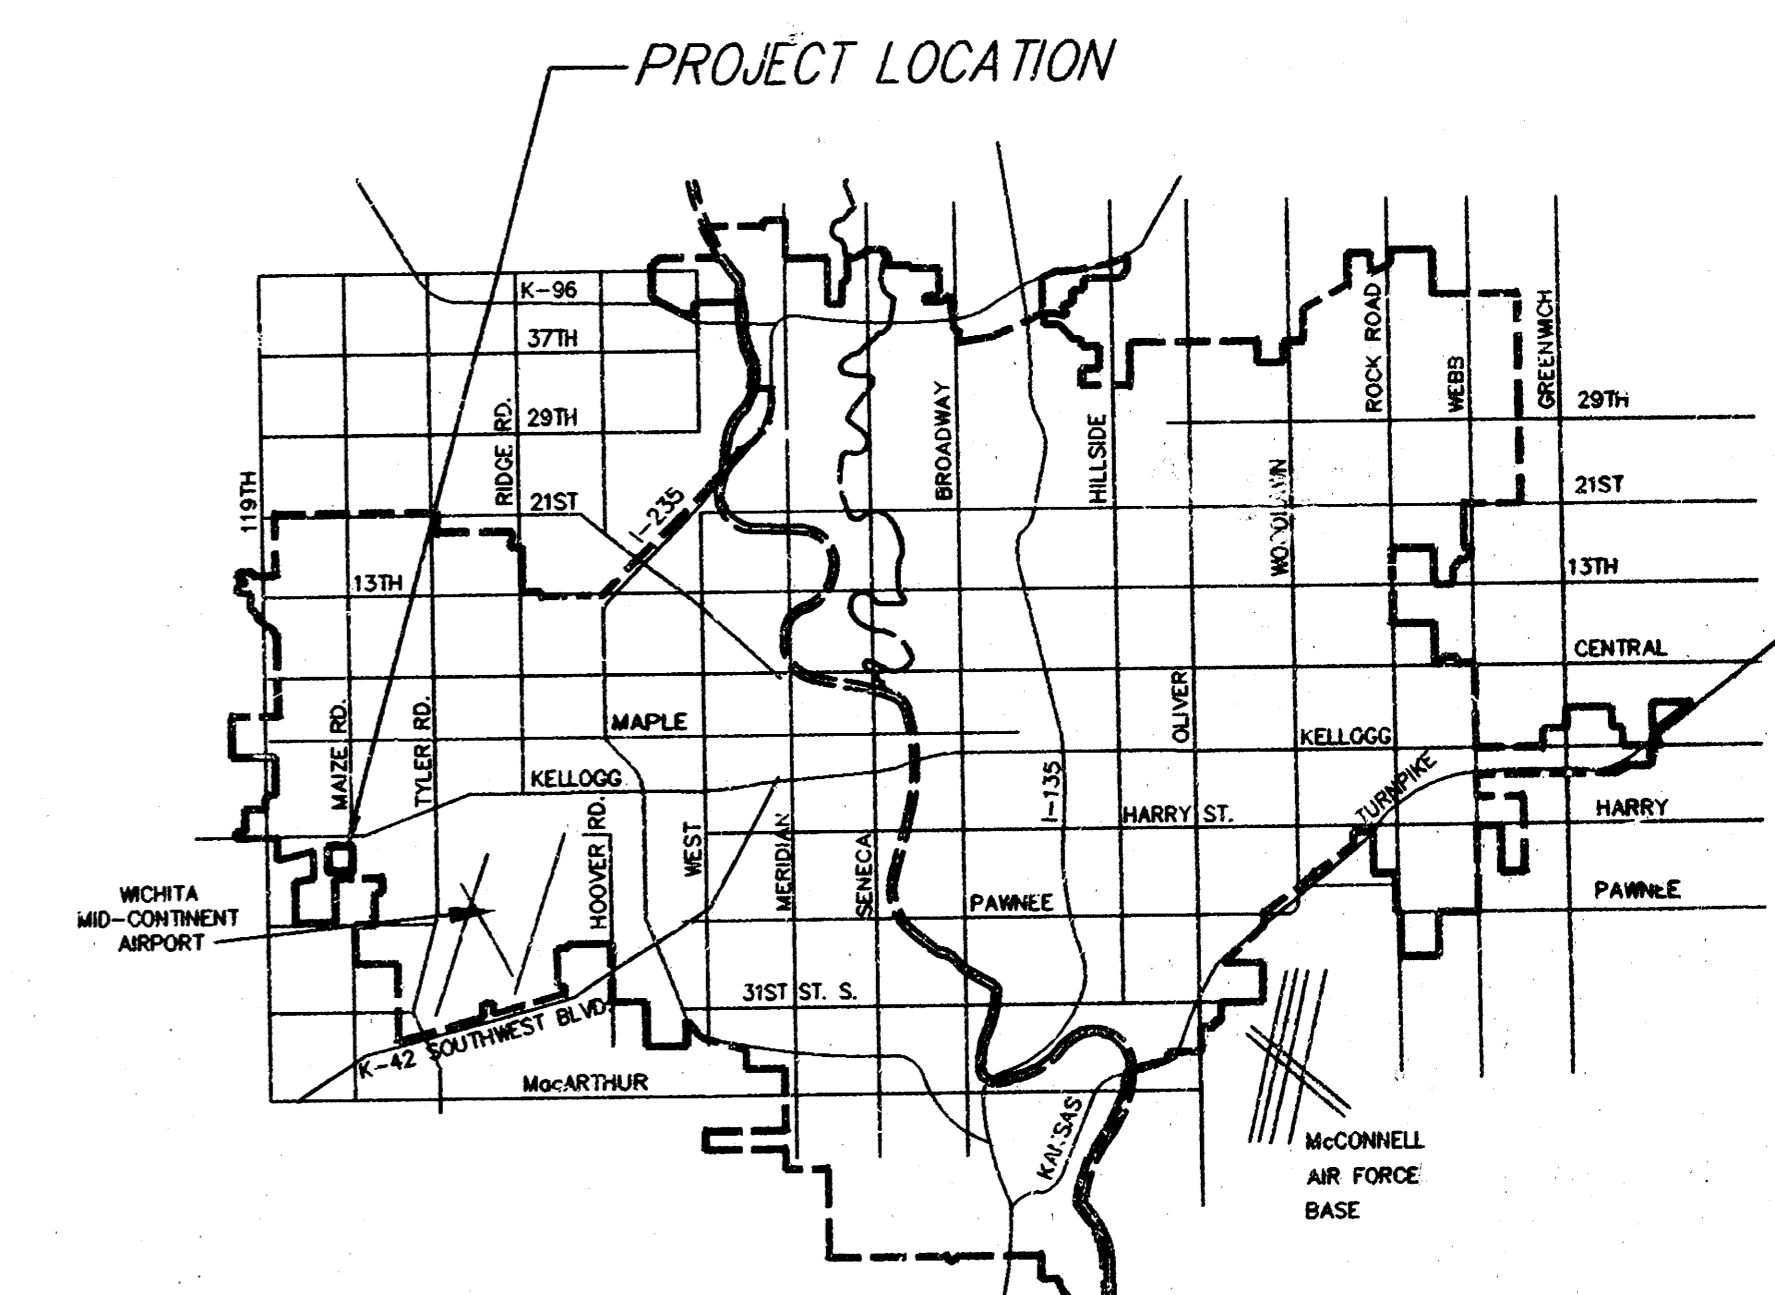 PROJECT LOCATION
K-96
37TH
29TH
RIDGE RD.
21ST
I-235
119TH
13TH
BROADWAY
HILLSIDE
WOODLAWN
ROCK ROAD
WEBB
GREENWICH
29TH
21ST
13TH
CENTRAL
MAIZE RD.
TYLER RD.
MAPLE
KELLOGG
OLIVER
KELLOGG
TURNPIKE
I-135
HARRY ST.
HARRY
HOOVER RD.
WEST
MERIDIAN
SENECA
PAWNEE
PAWNEE
WICHITA
MID-CONTINENT
AIRPORT
31ST ST. S.
K-42 SOUTHWEST BLVD.
MacARTHUR
KANSAS
McCONNELL
AIR FORCE
BASE